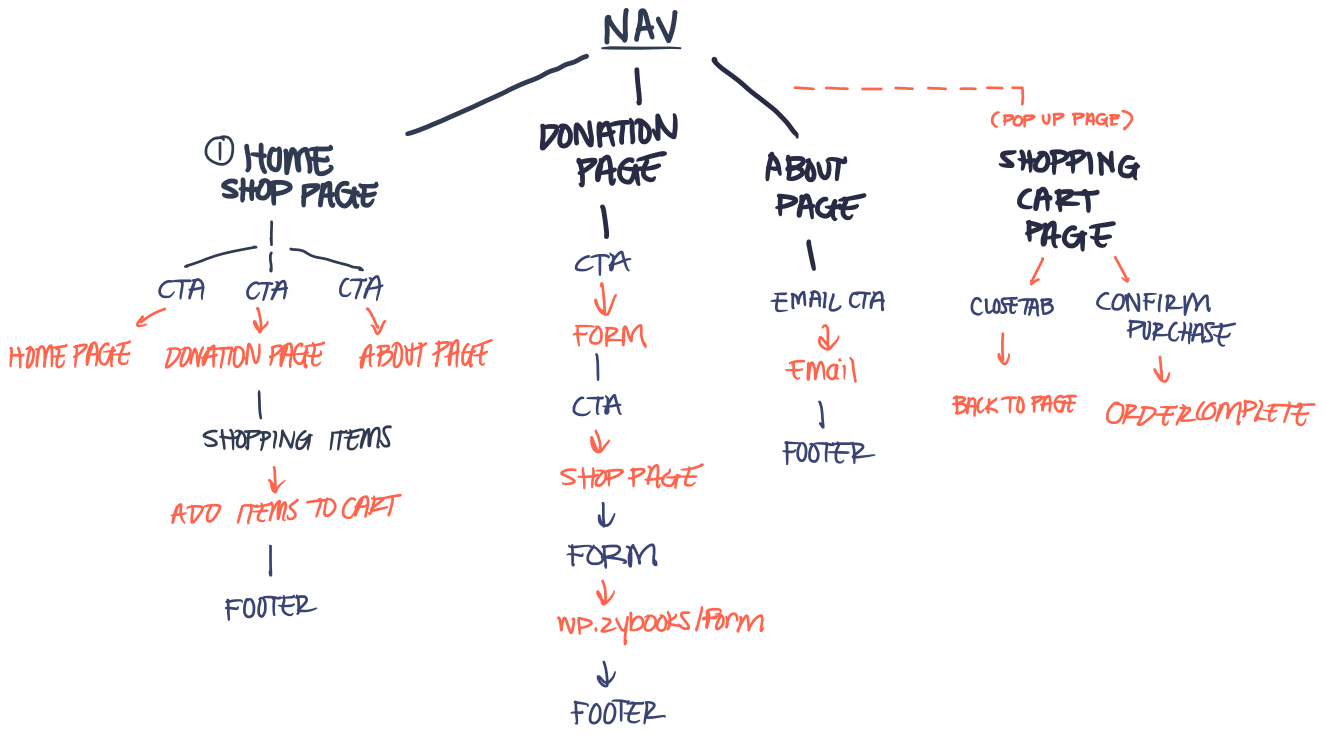 NAV
① HOME
SHOP PAGE
CTA
CTA
CTA
HOME PAGE
DONATION PAGE
ABOUT PAGE
SHOPPING ITEMS
ADD ITEMS TO CART
FOOTER
DONATION
PAGE
CTA
FORM
CTA
SHOP PAGE
FORM
wp.zybooks/form
FOOTER
ABOUT
PAGE
EMAIL CTA
Email
FOOTER
(POP UP PAGE)
SHOPPING
CART
PAGE
CLOSE TAB
BACK TO PAGE
CONFIRM
PURCHASE
ORDER COMPLETE